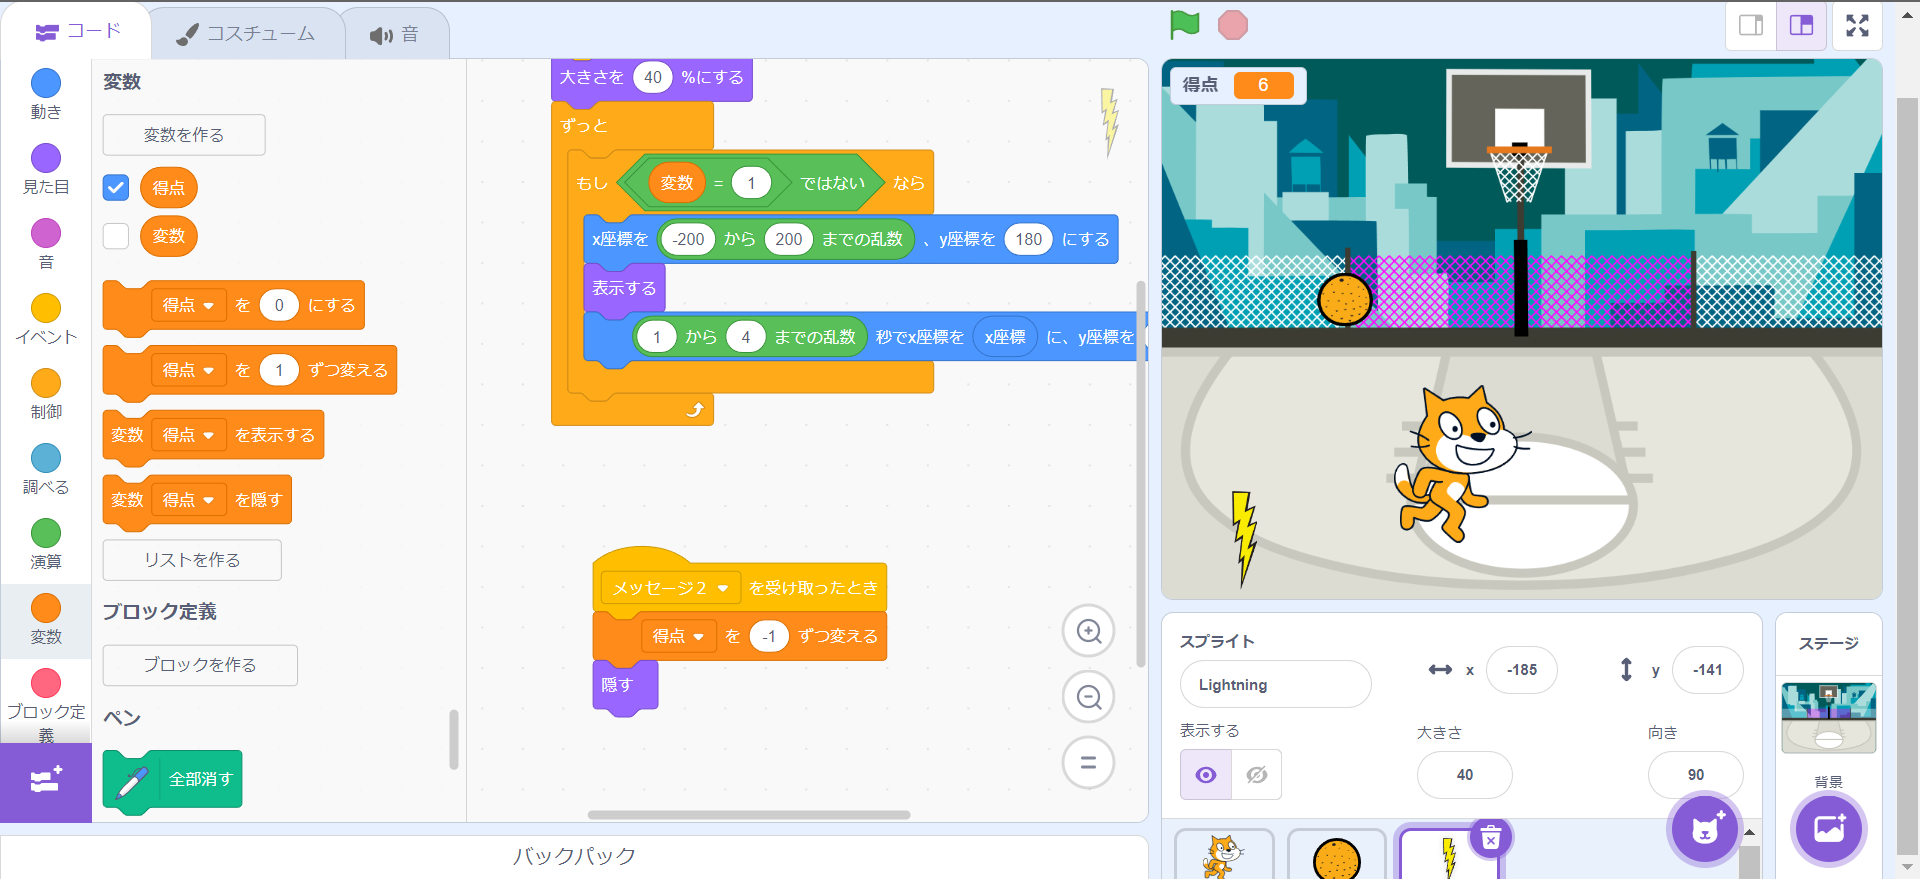 コード
コスチューム
音
動き
見た目
音
イベント
制御
調べる
演算
変数
ブロック定
義
変数
変数を作る
得点
変数
得点 を 0 にする
得点 を 1 ずつ変える
変数 得点 を表示する
変数 得点 を隠す
リストを作る
ブロック定義
ブロックを作る
ペン
全部消す
大きさを 40 %にする
ずっと
もし 変数 = 1 ではない なら
x座標を -200 から 200 までの乱数 、y座標を 180 にする
表示する
1 から 4 までの乱数 秒でx座標を x座標 に、y座標を
メッセージ2 を受け取ったとき
得点 を -1 ずつ変える
隠す
バックパック
得点 6
スプライト
Lightning
x -185
y -141
表示する
大きさ
40
向き
90
ステージ
背景